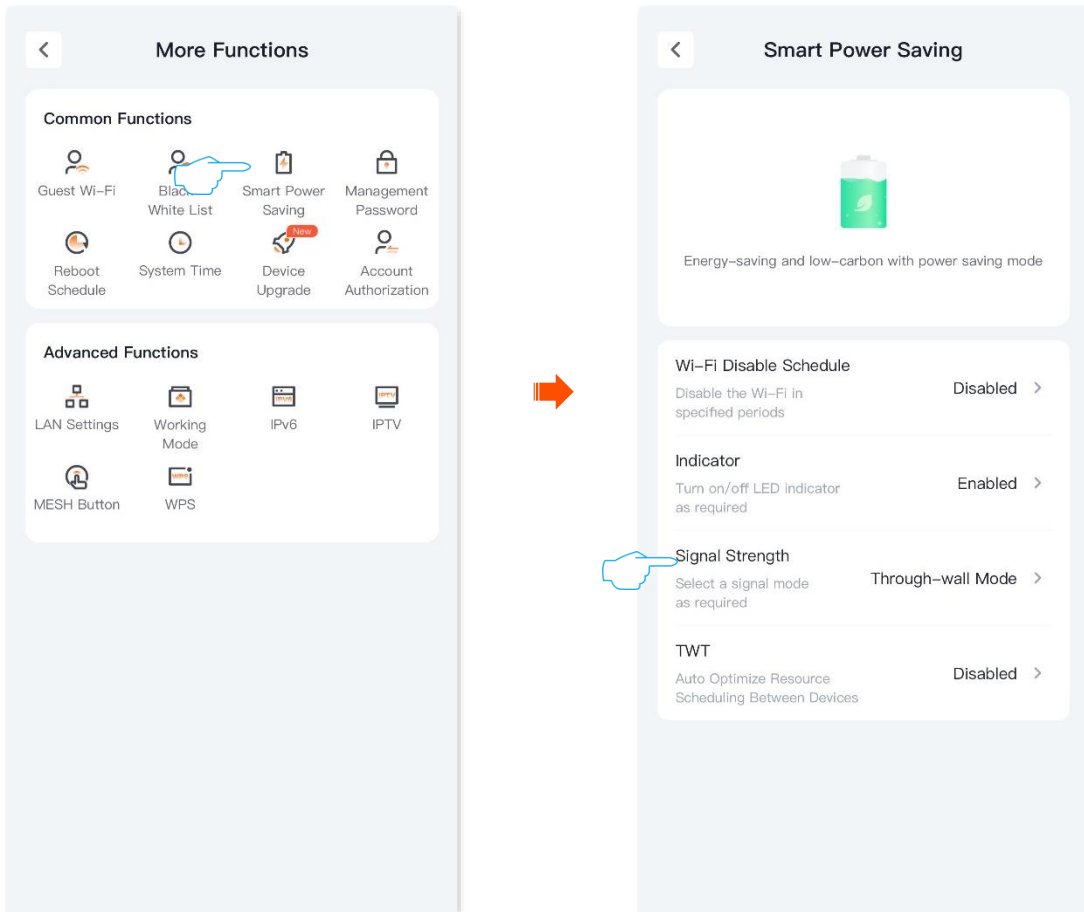 More Functions
Common Functions
Guest Wi-Fi
White List
Smart Power
Saving
Management
Password
New
Reboot
Schedule
System Time
Device
Upgrade
Account
Authorization
Advanced Functions
LAN Settings
Working
Mode
IPv6
IPTV
IPTV
MESH Button
WPS
Smart Power Saving
Energy-saving and low-carbon with power saving mode
Wi-Fi Disable Schedule
Disable the Wi-Fi in
specified periods
Disabled
Indicator
Turn on/off LED indicator
as required
Enabled
Signal Strength
Select a signal mode
as required
Through-wall Mode
TWT
Auto Optimize Resource
Scheduling Between Devices
Disabled